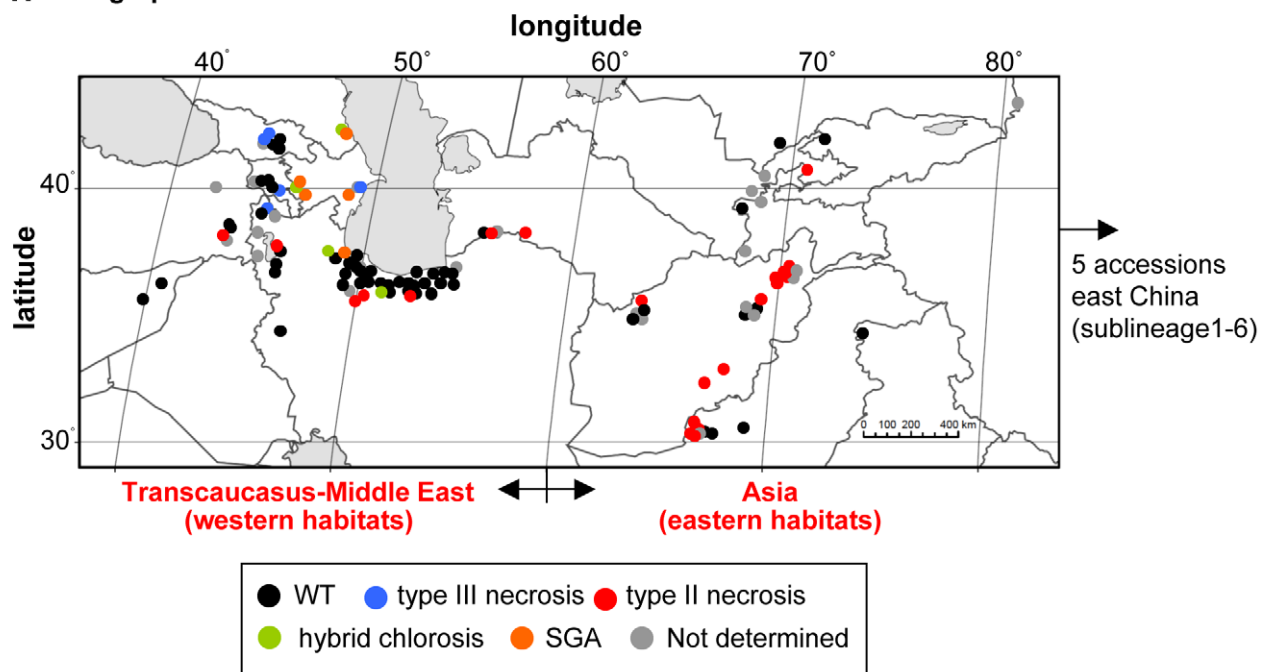 longitude
40° 50° 60° 70° 80°
latitude
40°
30°
0 100 200 400 km
5 accessions
east China
(sublineage1-6)
Transcaucasus-Middle East
(western habitats)
Asia
(eastern habitats)
WT type III necrosis type II necrosis
hybrid chlorosis SGA Not determined